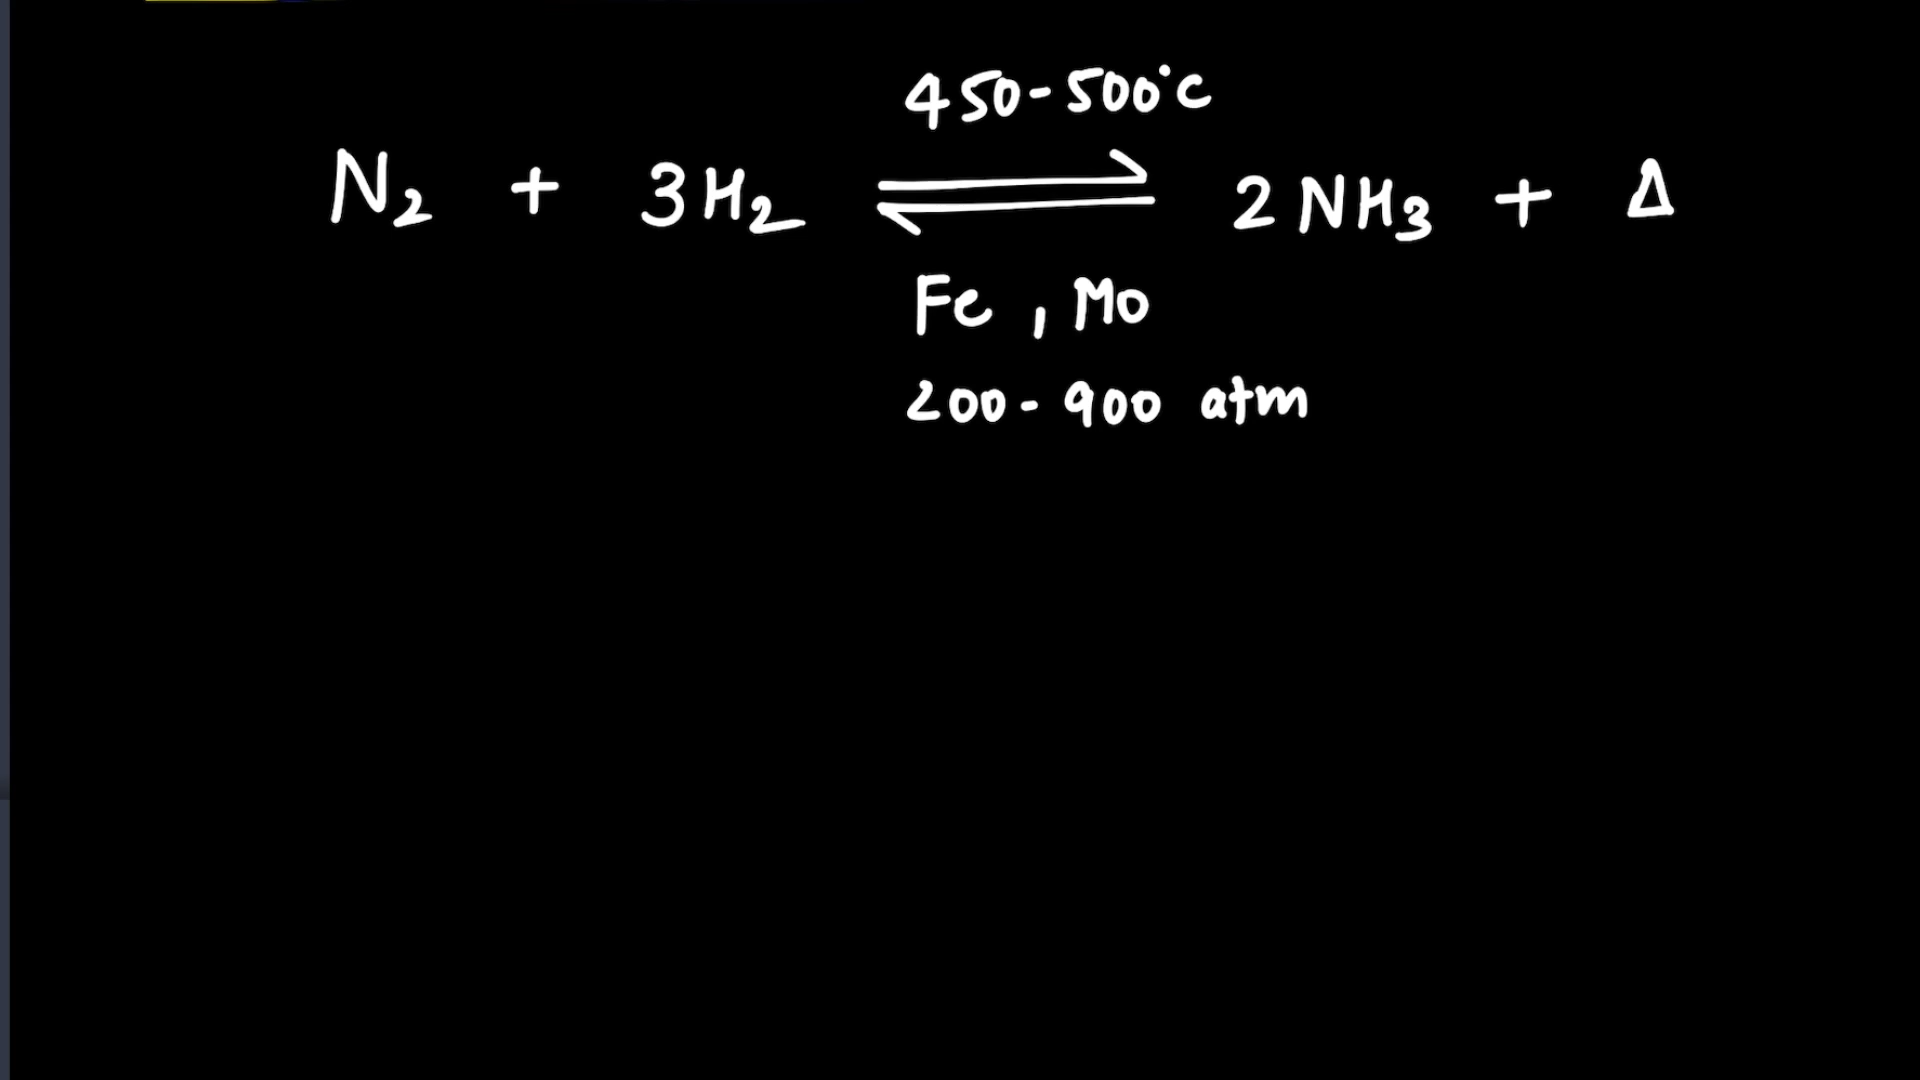 450-500°C
N₂ + 3H₂ ⇌ 2NH₃ + Δ
Fe, Mo
200-900 atm